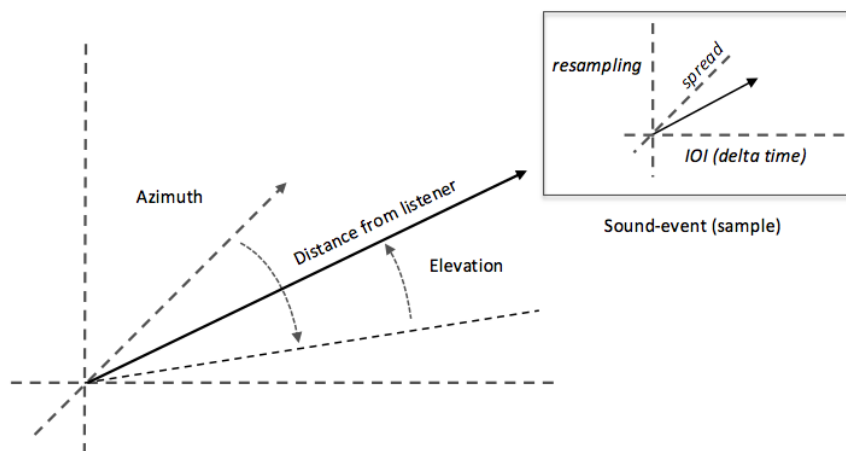 resampling
spread
IOI (delta time)
Sound-event (sample)
Azimuth
Distance from listener
Elevation